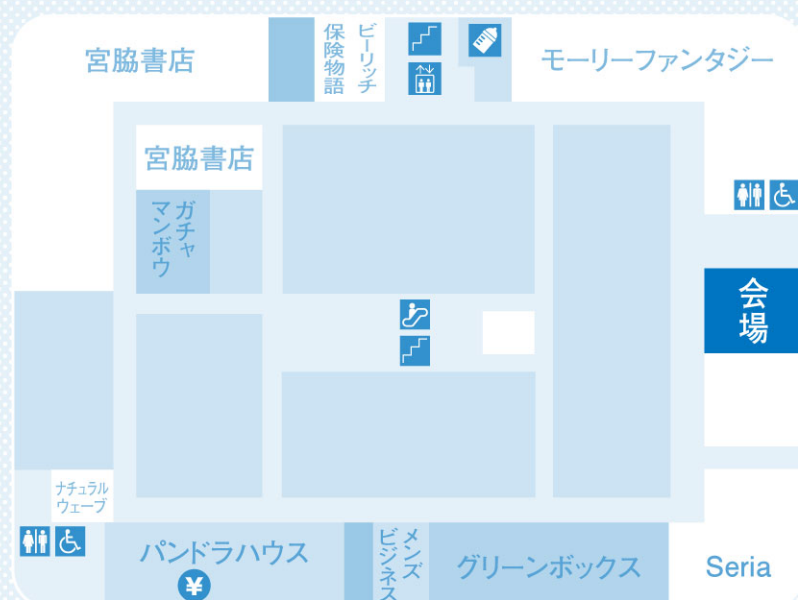 宮脇書店
保険物語
ビーリッチ
モーリーファンタジー
宮脇書店
ガチャ
マンボウ
会場
ナチュラル
ウェーブ
パンドラハウス
¥
メンズ
ビジネス
グリーンボックス
Seria